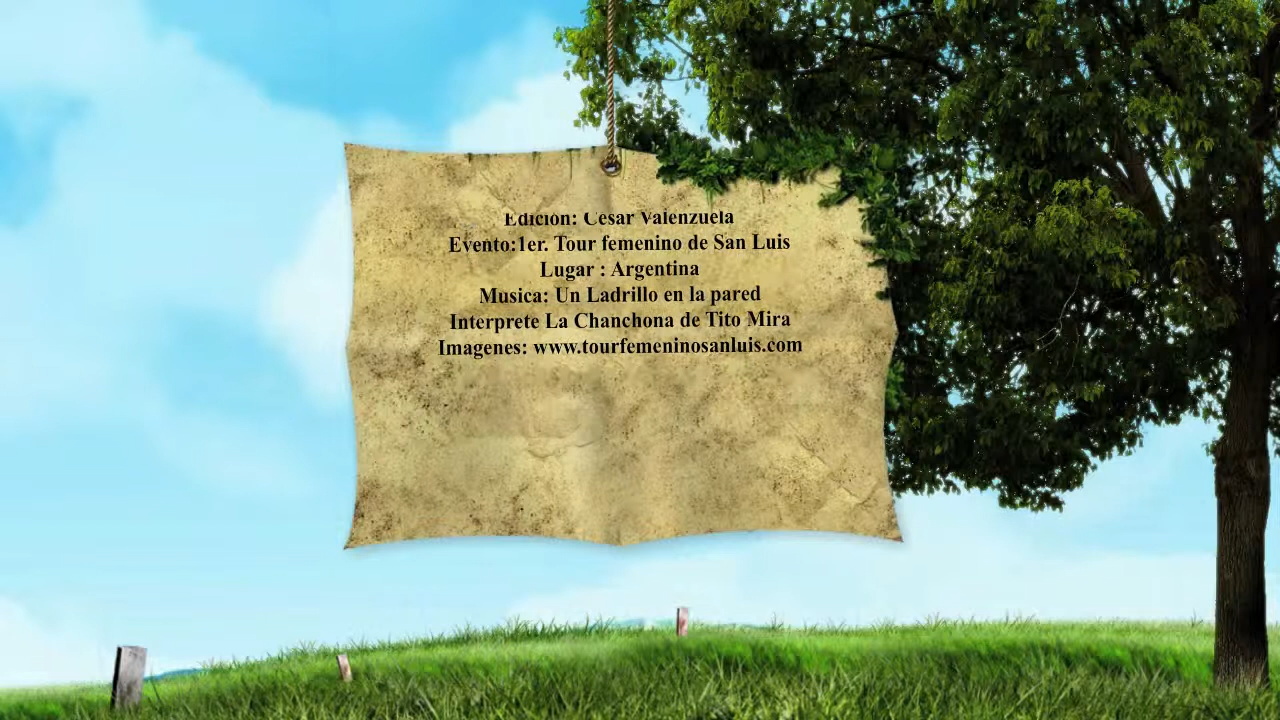 Edicion: Cesar Valenzuela
Evento:1er. Tour femenino de San Luis
Lugar : Argentina
Musica: Un Ladrillo en la pared
Interprete La Chanchona de Tito Mira
Imagenes: www.tourfemeninosanluis.com